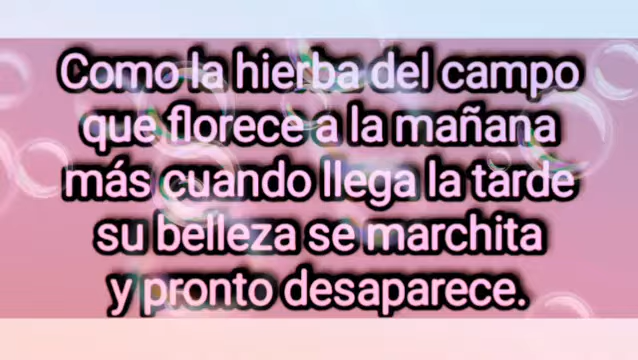 Como la hierba del campo
que florece a la mañana
más cuando llega la tarde
su belleza se marchita
y pronto desaparece.